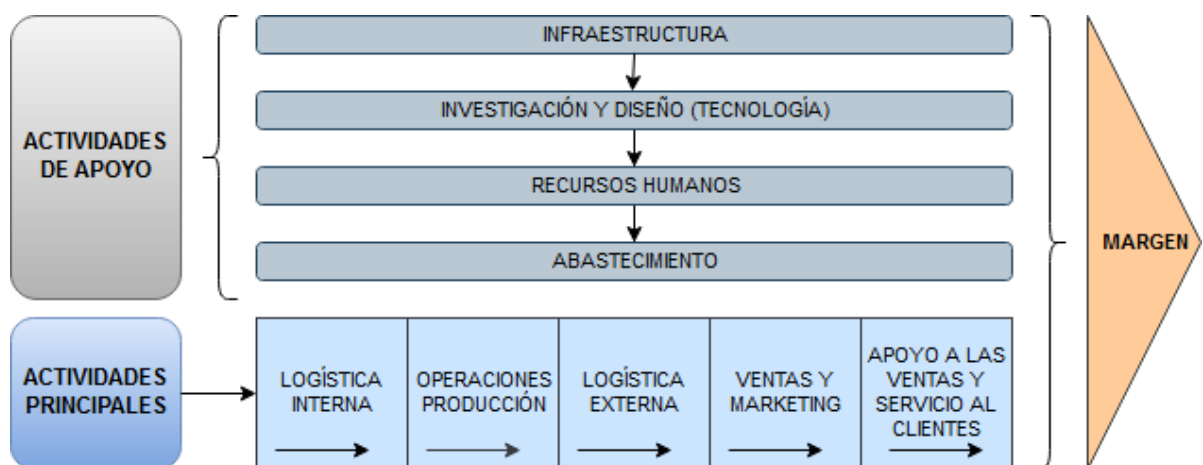 ACTIVIDADES
DE APOYO
INFRAESTRUCTURA
INVESTIGACIÓN Y DISEÑO (TECNOLOGÍA)
RECURSOS HUMANOS
ABASTECIMIENTO
MARGEN
ACTIVIDADES
PRINCIPALES
LOGÍSTICA
INTERNA
OPERACIONES
PRODUCCIÓN
LOGÍSTICA
EXTERNA
VENTAS Y
MARKETING
APOYO A LAS
VENTAS Y
SERVICIO AL
CLIENTES